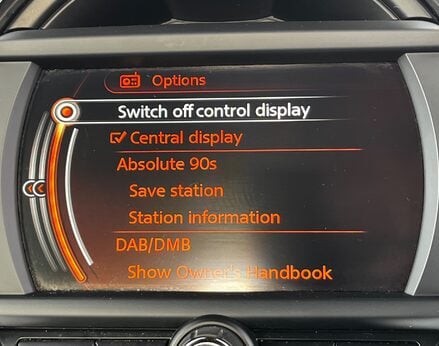 Options
Switch off control display
Central display
Absolute 90s
Save station
Station information
DAB/DMB
Show Owner's Handbook